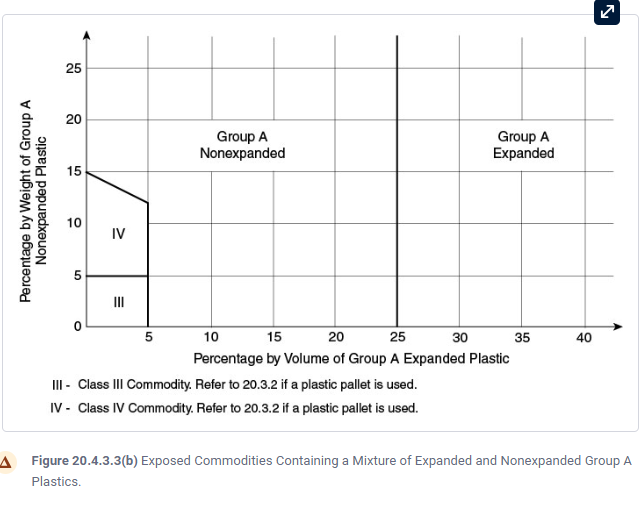 Percentage by Weight of Group A
Nonexpanded Plastic
25
20
15
10
5
0
Group A
Nonexpanded
Group A
Expanded
IV
III
5
10
15
20
25
30
35
40
Percentage by Volume of Group A Expanded Plastic
III - Class III Commodity. Refer to 20.3.2 if a plastic pallet is used.
IV - Class IV Commodity. Refer to 20.3.2 if a plastic pallet is used.
Figure 20.4.3.3(b) Exposed Commodities Containing a Mixture of Expanded and Nonexpanded Group A
Plastics.